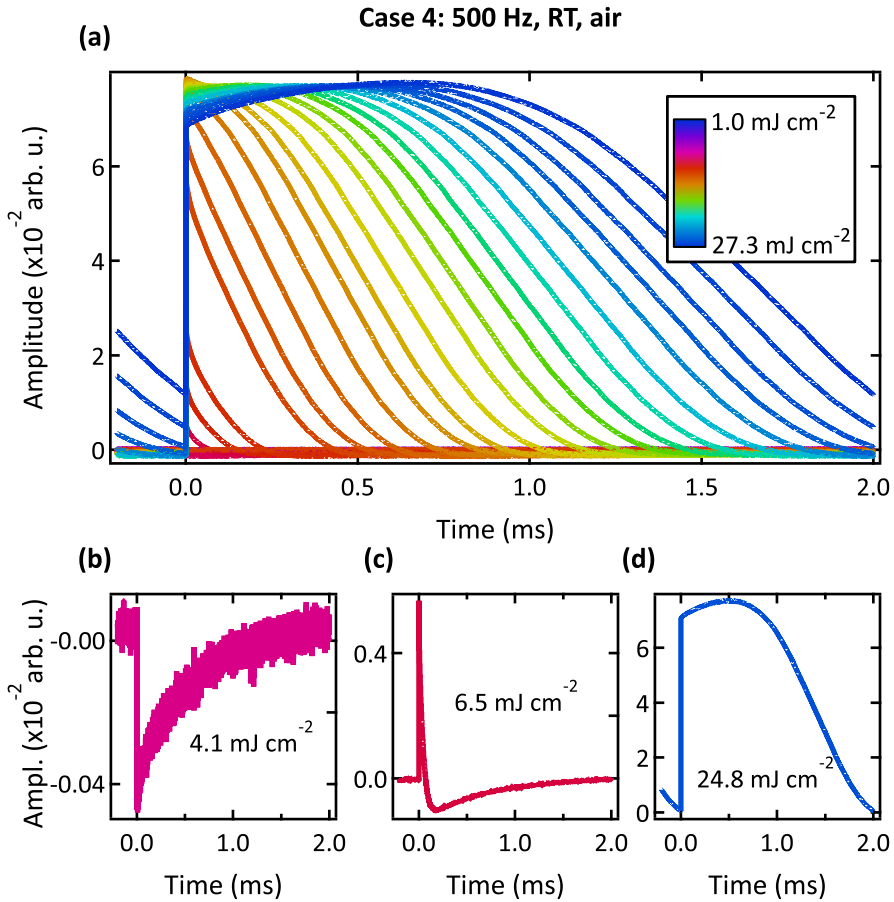 Case 4: 500 Hz, RT, air
(a)
Amplitude (x10⁻² arb. u.)
6
4
2
0
1.0 mJ cm⁻²
27.3 mJ cm⁻²
0.0 0.5 1.0 1.5 2.0
Time (ms)
(b)
Ampl. (x10⁻² arb. u.)
-0.00
-0.04
4.1 mJ cm⁻²
0.0 1.0 2.0
Time (ms)
(c)
0.4
0.0
6.5 mJ cm⁻²
0.0 1.0 2.0
Time (ms)
(d)
6
4
2
0
24.8 mJ cm⁻²
0.0 1.0 2.0
Time (ms)